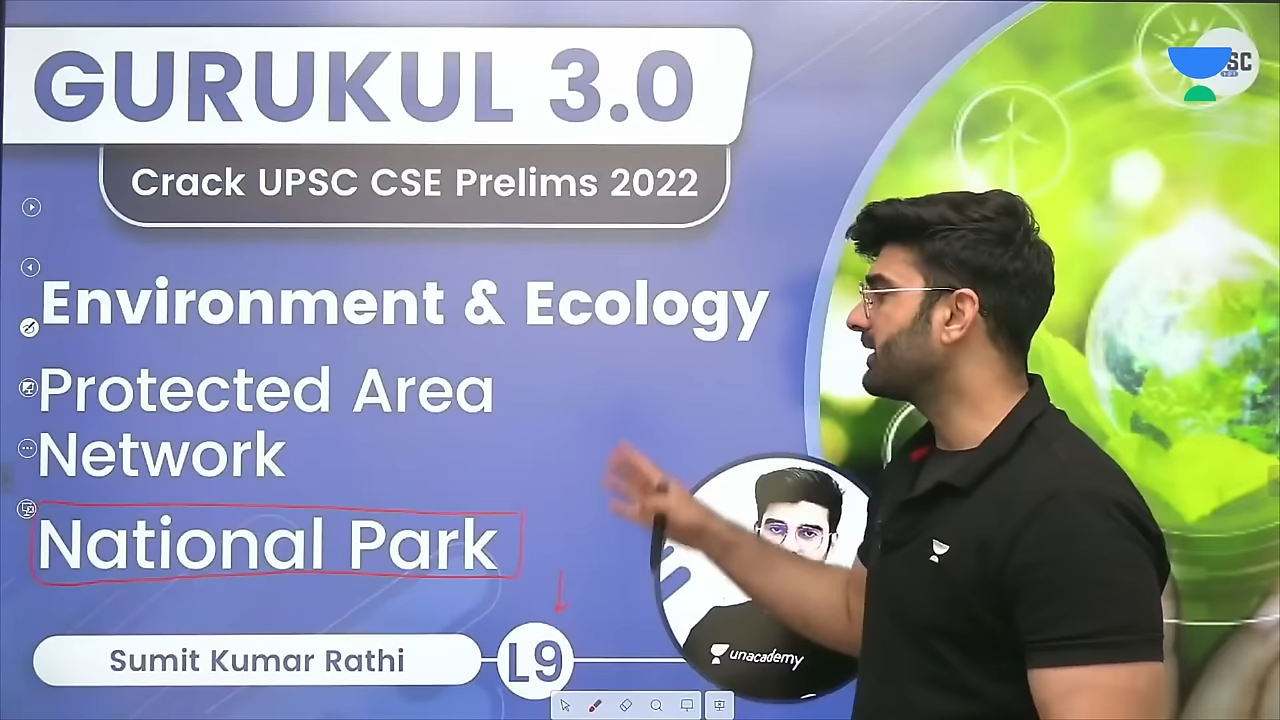 GURUKUL 3.0
SC
Crack UPSC CSE Prelims 2022
Environment & Ecology
Protected Area
Network
National Park
Sumit Kumar Rathi
L9
unacademy